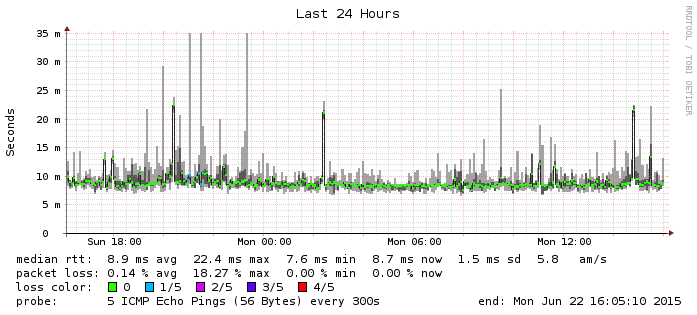 Last 24 Hours
RRDTOOL / TOBI OETIKER
Seconds
35 m
30 m
25 m
20 m
15 m
10 m
5 m
0
Sun 18:00 Mon 00:00 Mon 06:00 Mon 12:00
median rtt: 8.9 ms avg 22.4 ms max 7.6 ms min 8.7 ms now 1.5 ms sd 5.8 am/s
packet loss: 0.14 % avg 18.27 % max 0.00 % min 0.00 % now
loss color: 0 1/5 2/5 3/5 4/5
probe: 5 ICMP Echo Pings (56 Bytes) every 300s end: Mon Jun 22 16:05:10 2015